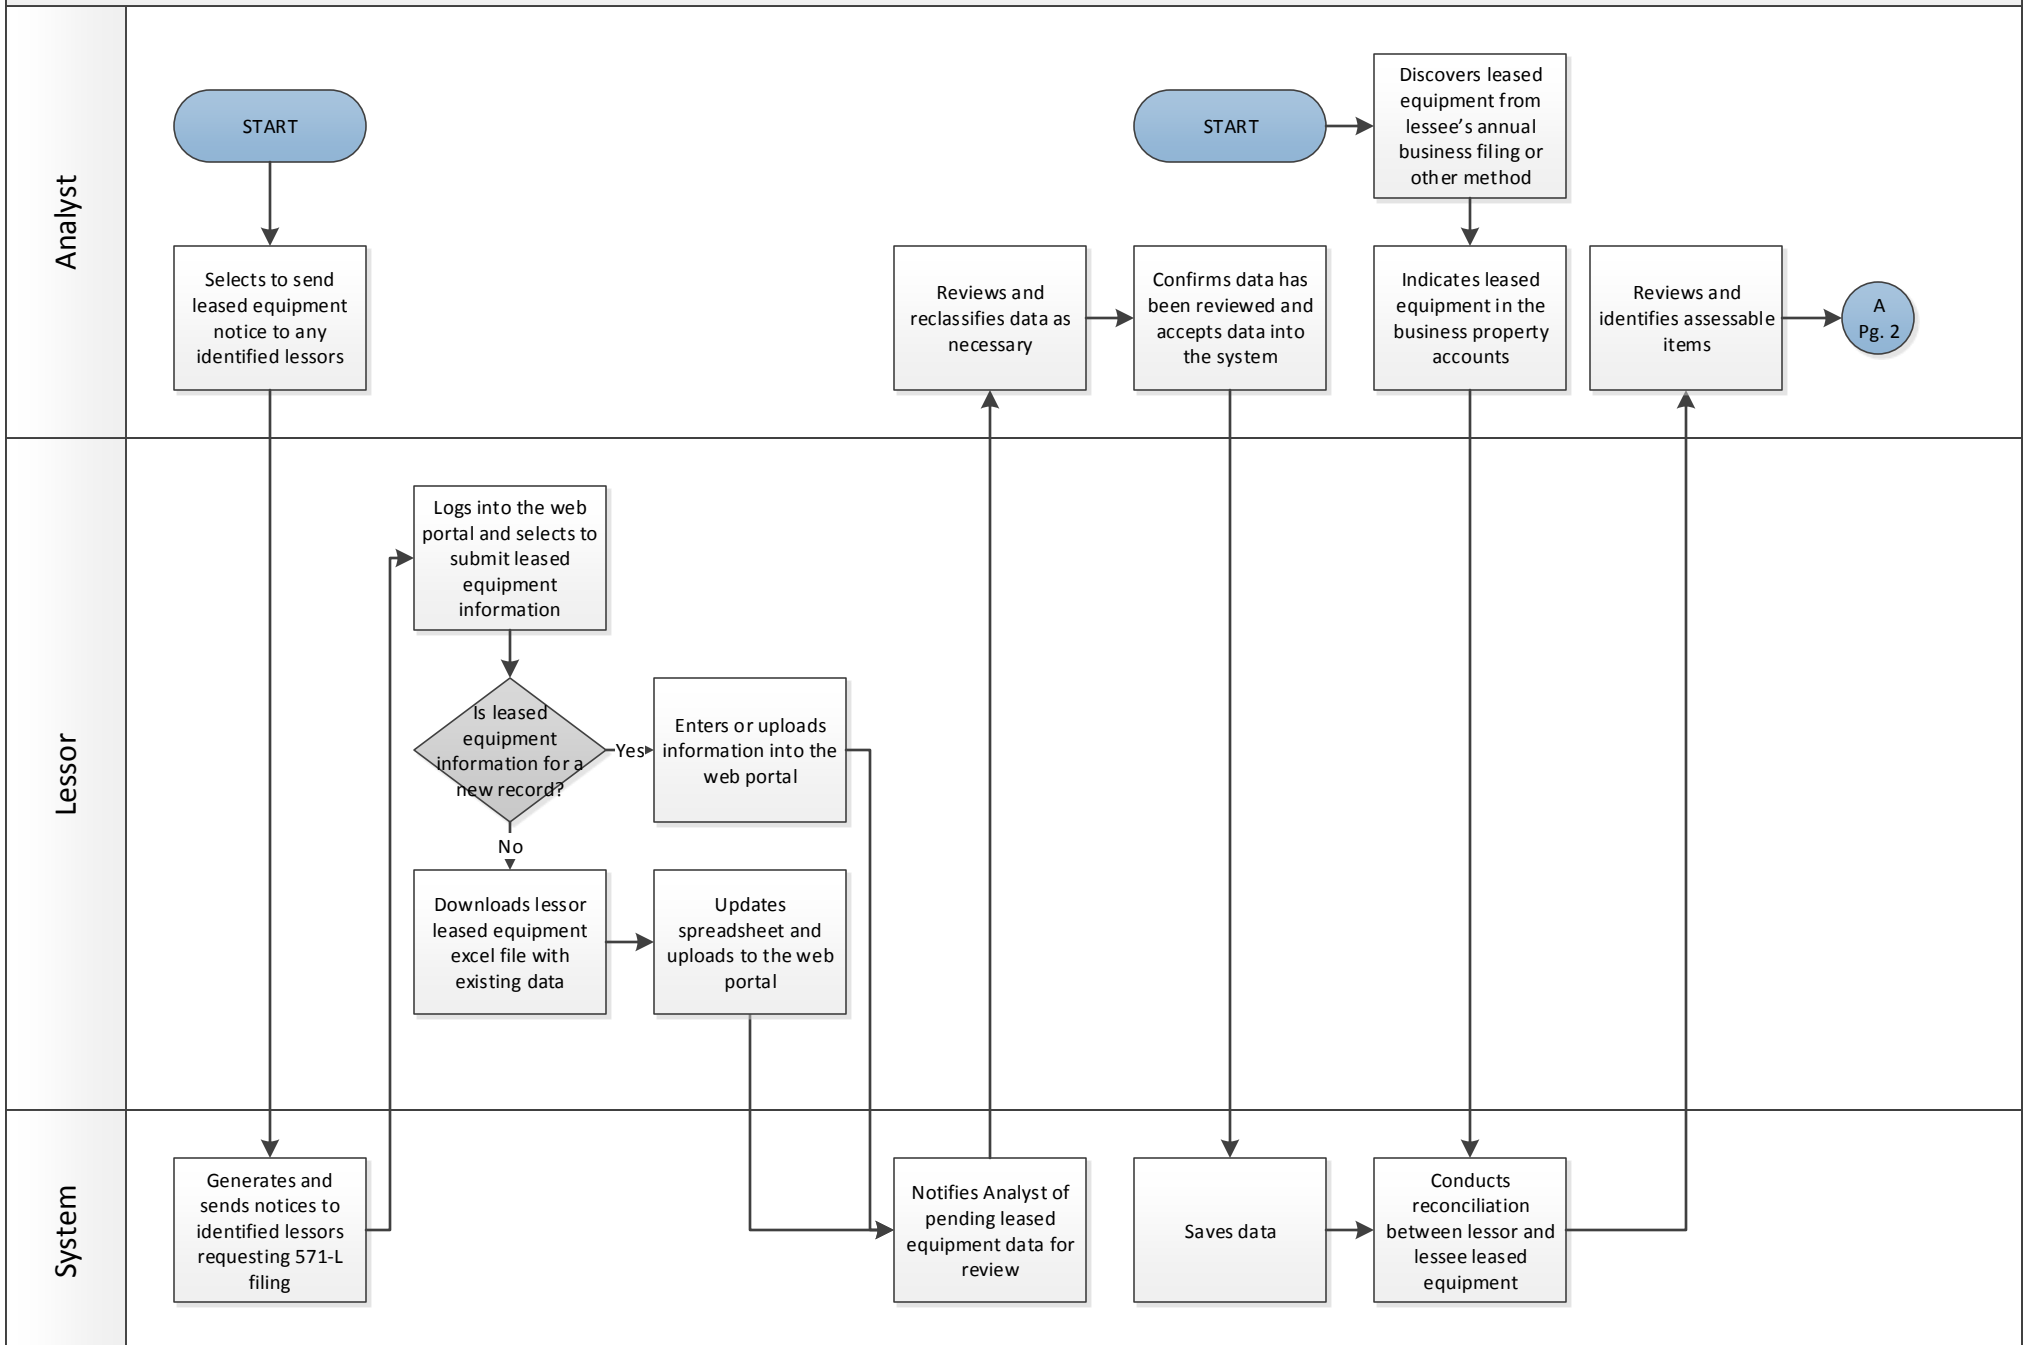 Analyst
START
Selects to send
leased equipment
notice to any
identified lessors
Reviews and
reclassifies data as
necessary
START
Confirms data has
been reviewed and
accepts data into
the system
Discovers leased
equipment from
lessee's annual
business filing or
other method
Indicates leased
equipment in the
business property
accounts
Reviews and
identifies assessable
items
A
Pg. 2
Lessor
Logs into the web
portal and selects to
submit leased
equipment
information
Is leased
equipment
information for a
new record?
Yes
Enters or uploads
information into the
web portal
No
Downloads lessor
leased equipment
excel file with
existing data
Updates
spreadsheet and
uploads to the web
portal
System
Generates and
sends notices to
identified lessors
requesting 571-L
filing
Notifies Analyst of
pending leased
equipment data for
review
Saves data
Conducts
reconciliation
between lessor and
lessee leased
equipment